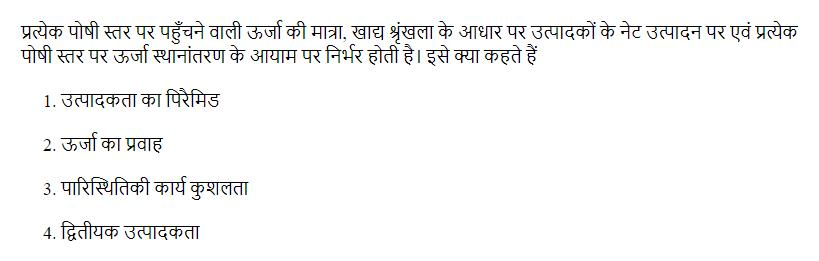 प्रत्येक पोषी स्तर पर पहुँचने वाली ऊर्जा की मात्रा, खाद्य श्रृंखला के आधार पर उत्पादकों के नेट उत्पादन पर एवं प्रत्येक
पोषी स्तर पर ऊर्जा स्थानांतरण के आयाम पर निर्भर होती है। इसे क्या कहते हैं
1. उत्पादकता का पिरैमिड
2. ऊर्जा का प्रवाह
3. पारिस्थितिकी कार्य कुशलता
4. द्वितीयक उत्पादकता